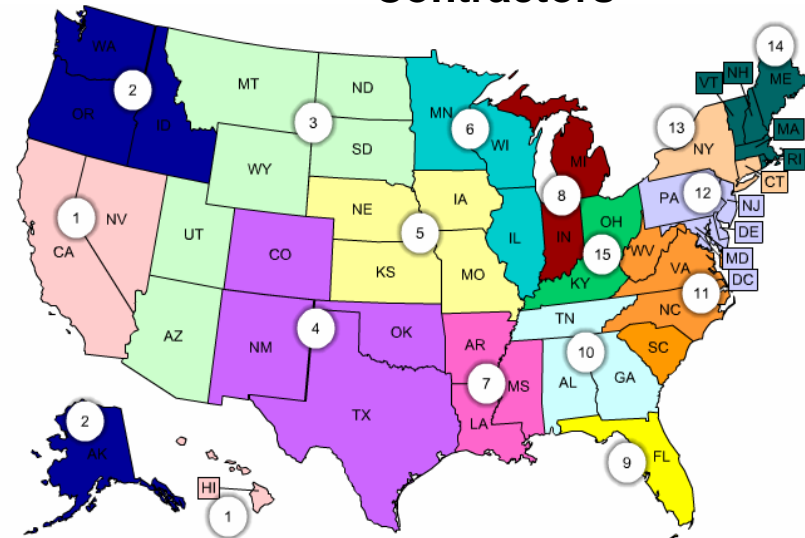 Contractors
14
WA
NH
ME
VT
2
MT
ND
13
MN
OR
ID
3
6
MA
NY
WI
SD
MI
RI
WY
CT
8
PA
12
NE
IA
NJ
1
NV
OH
UT
5
DE
CO
IL
IN
WV
CA
15
MD
KS
MO
VA
DC
KY
11
NC
TN
4
OK
AZ
NM
AR
SC
10
7
MS
AL
GA
TX
2
LA
AK
FL
9
HI
1